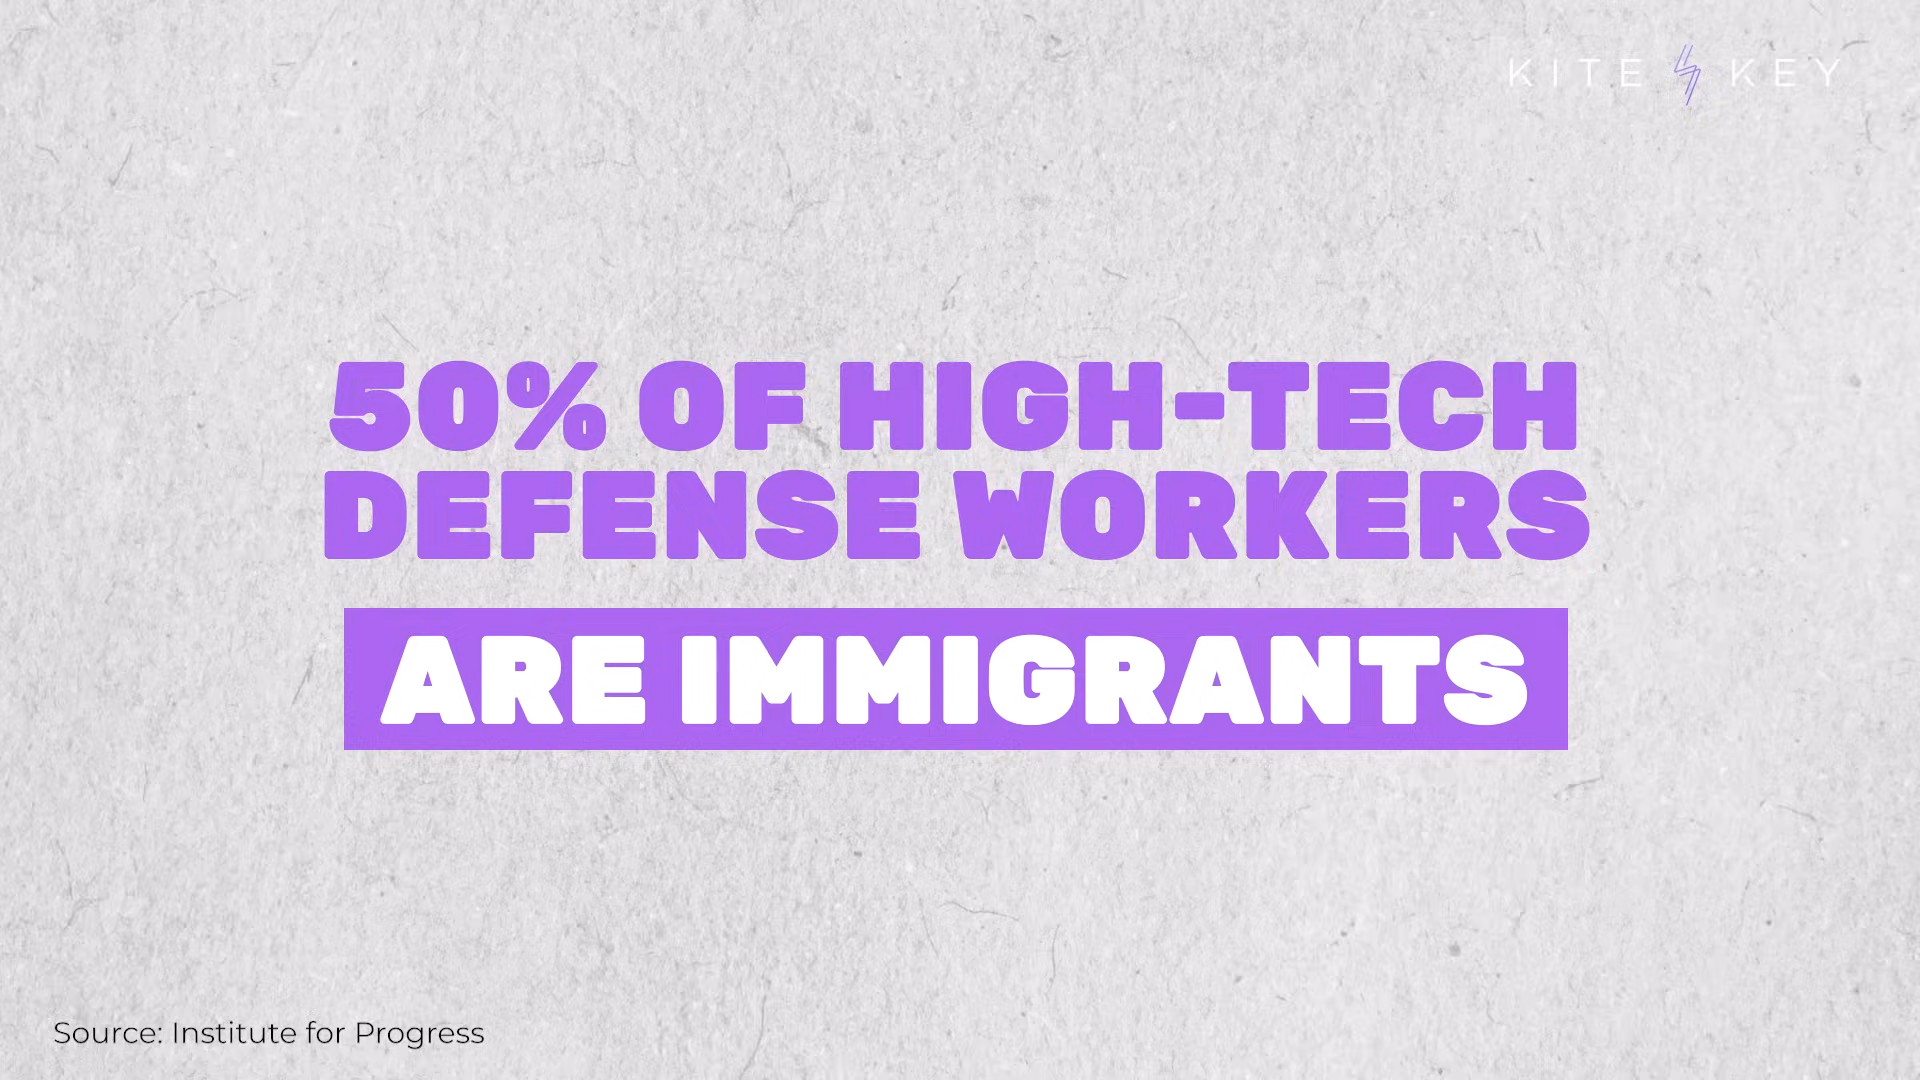 KITE KEY
50% OF HIGH-TECH
DEFENSE WORKERS
ARE IMMIGRANTS
Source: Institute for Progress